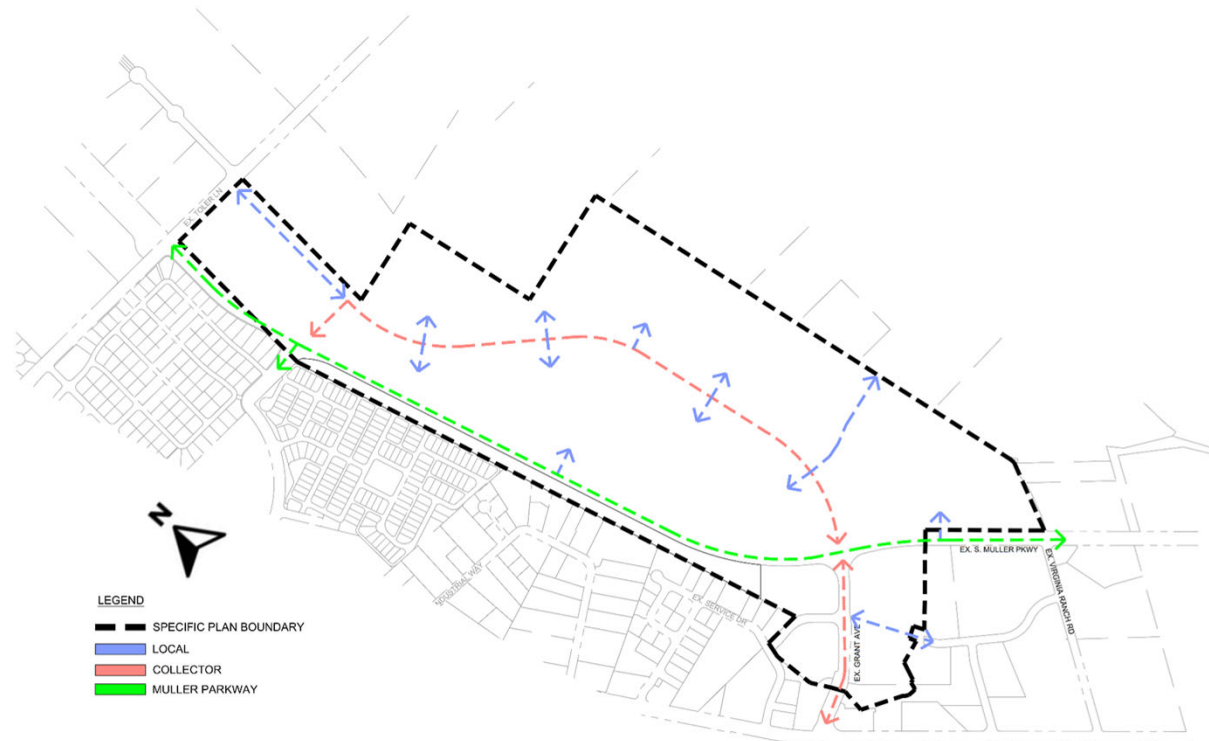 EX. TOLER LN
N
EX. S. MULLER PKWY
EX. VIRGINIA RANCH RD
INDUSTRIAL WAY
EX. SERVICE DR
EX. GRANT AVE
LEGEND
SPECIFIC PLAN BOUNDARY
LOCAL
COLLECTOR
MULLER PARKWAY